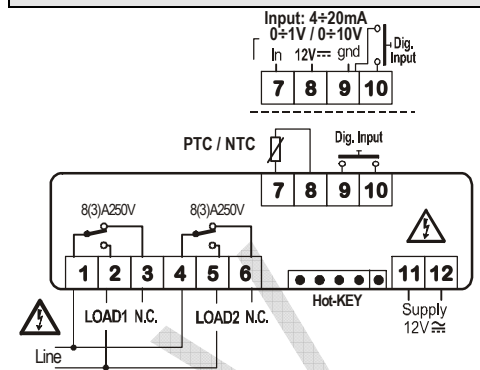 Input: 4÷20mA
0÷1V / 0÷10V
In 12V⎓ gnd
Dig.
Input
7 8 9 10
PTC / NTC
Dig. Input
7 8 9 10
8(3)A250V 8(3)A250V
1 2 3 4 5 6 11 12
Hot-KEY
LOAD1 N.C. LOAD2 N.C.
Supply
12V≂
Line